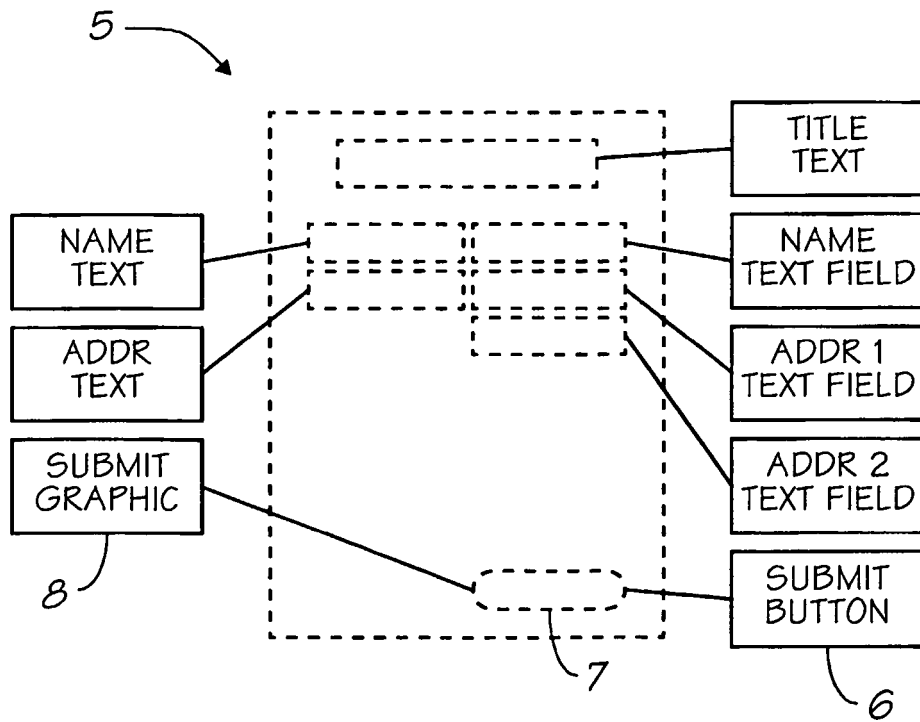 5
TITLE
TEXT
NAME
TEXT
NAME
TEXT FIELD
ADDR
TEXT
ADDR 1
TEXT FIELD
SUBMIT
GRAPHIC
ADDR 2
TEXT FIELD
SUBMIT
BUTTON
8
7
6